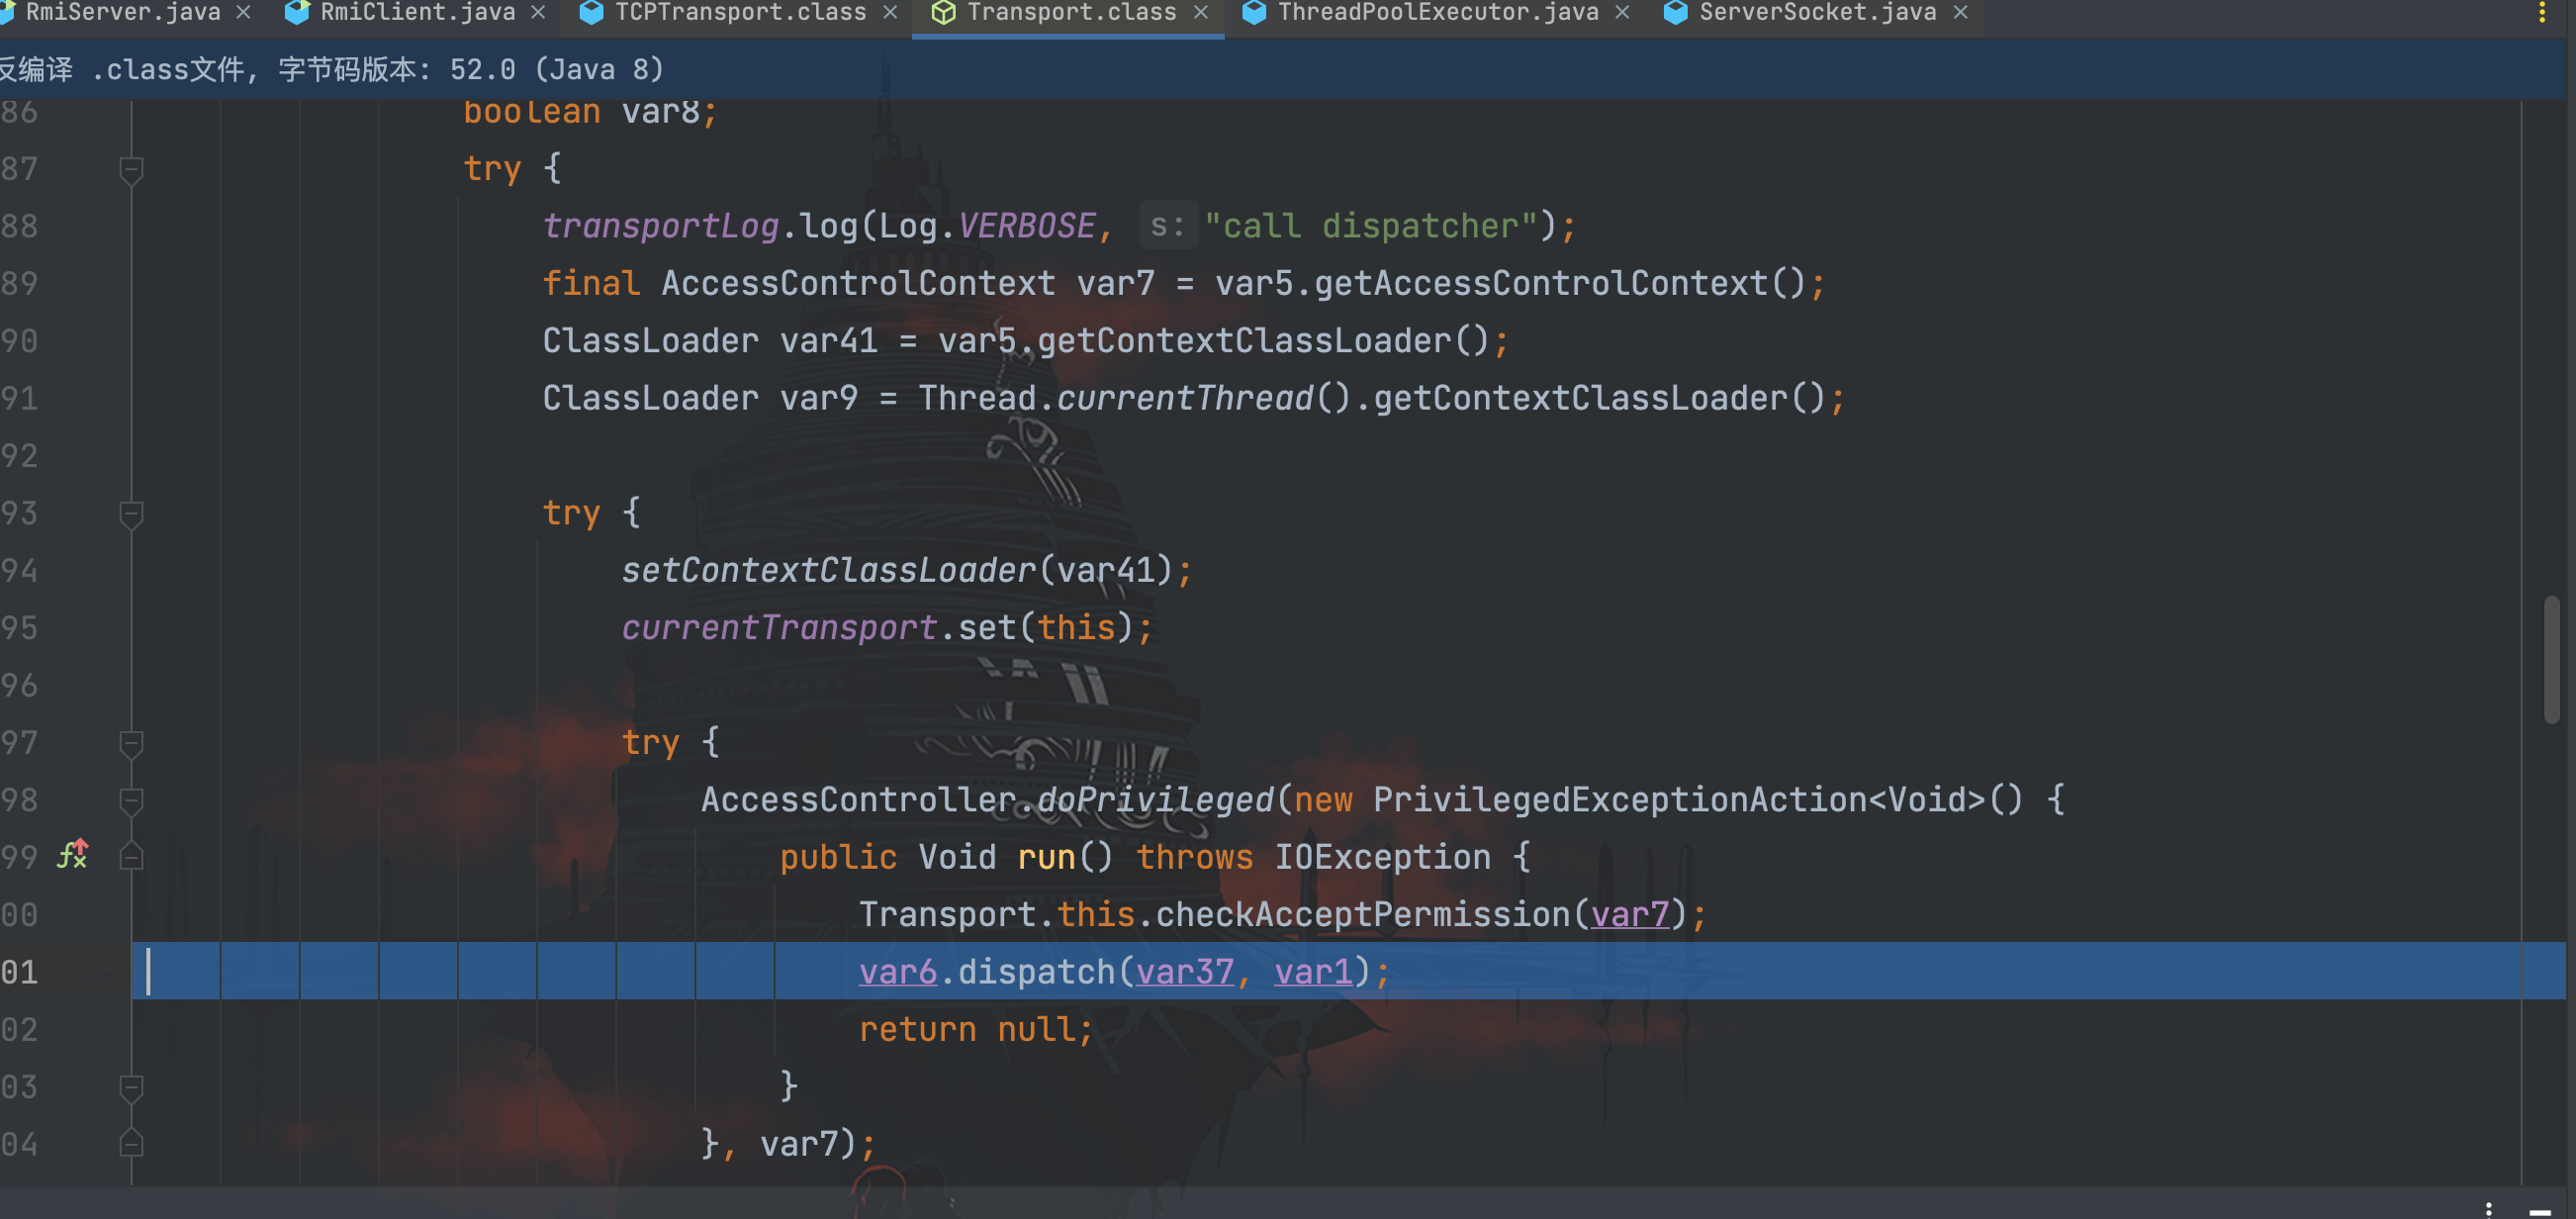 RmiServer.java RmiClient.java TCPTransport.class Transport.class ThreadPoolExecutor.java ServerSocket.java
反编译 .class文件, 字节码版本: 52.0 (Java 8)
86 boolean var8;
87 try {
88 transportLog.log(Log.VERBOSE, s: "call dispatcher");
89 final AccessControlContext var7 = var5.getAccessControlContext();
90 ClassLoader var41 = var5.getContextClassLoader();
91 ClassLoader var9 = Thread.currentThread().getContextClassLoader();
92
93 try {
94 setContextClassLoader(var41);
95 currentTransport.set(this);
96
97 try {
98 AccessController.doPrivileged(new PrivilegedExceptionAction<Void>() {
99 public Void run() throws IOException {
00 Transport.this.checkAcceptPermission(var7);
01 var6.dispatch(var37, var1);
02 return null;
03 }
04 }, var7);